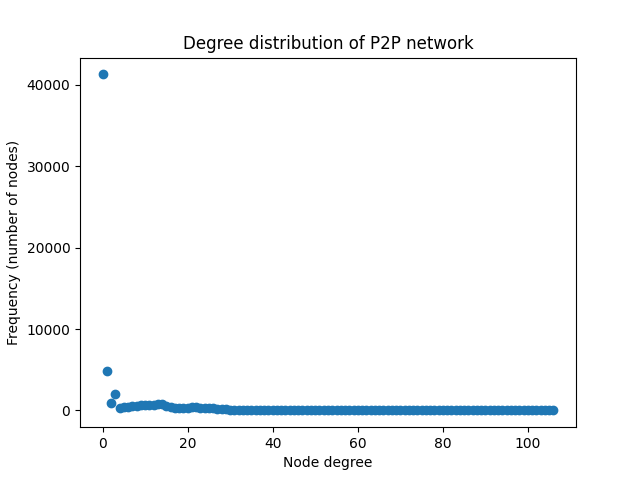 Degree distribution of P2P network
Frequency (number of nodes)
40000
30000
20000
10000
0
0 20 40 60 80 100
Node degree